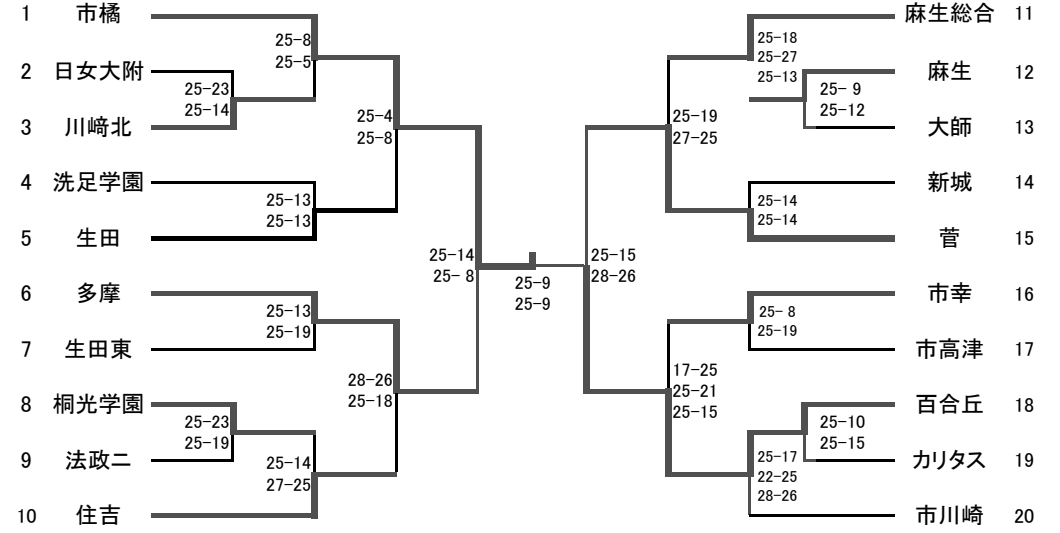 1 市橘
25-8
25-5
2 日女大附
25-23
25-14
3 川﨑北
25-4
25-8
4 洗足学園
25-13
25-13
5 生田
25-14
25- 8
6 多摩
25-13
25-19
7 生田東
28-26
25-18
8 桐光学園
25-23
25-19
9 法政二
25-14
27-25
10 住吉
25-9
25-9
麻生総合 11
25-18
25-27
25-13
麻生 12
25- 9
25-12
大師 13
25-19
27-25
新城 14
25-14
25-14
菅 15
25-15
28-26
市幸 16
25- 8
25-19
市高津 17
17-25
25-21
25-15
百合丘 18
25-10
25-15
カリタス 19
25-17
22-25
28-26
市川崎 20